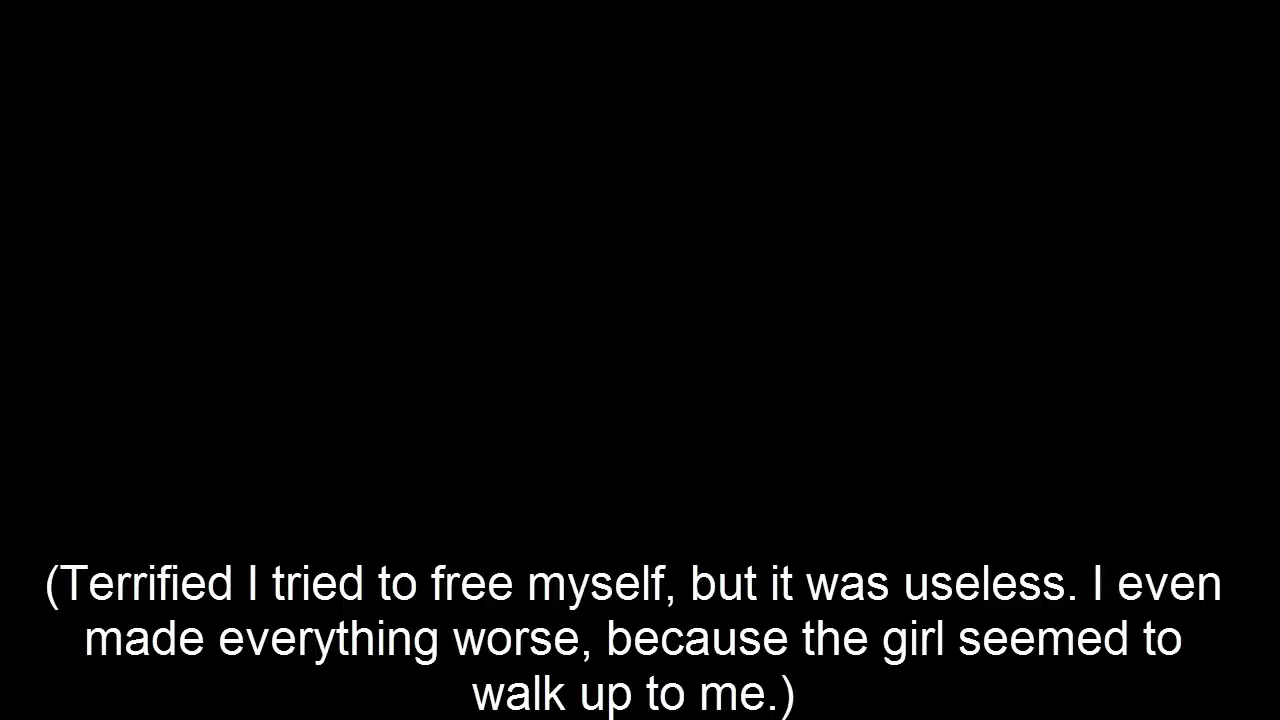 (Terrified I tried to free myself, but it was useless. I even
made everything worse, because the girl seemed to
walk up to me.)